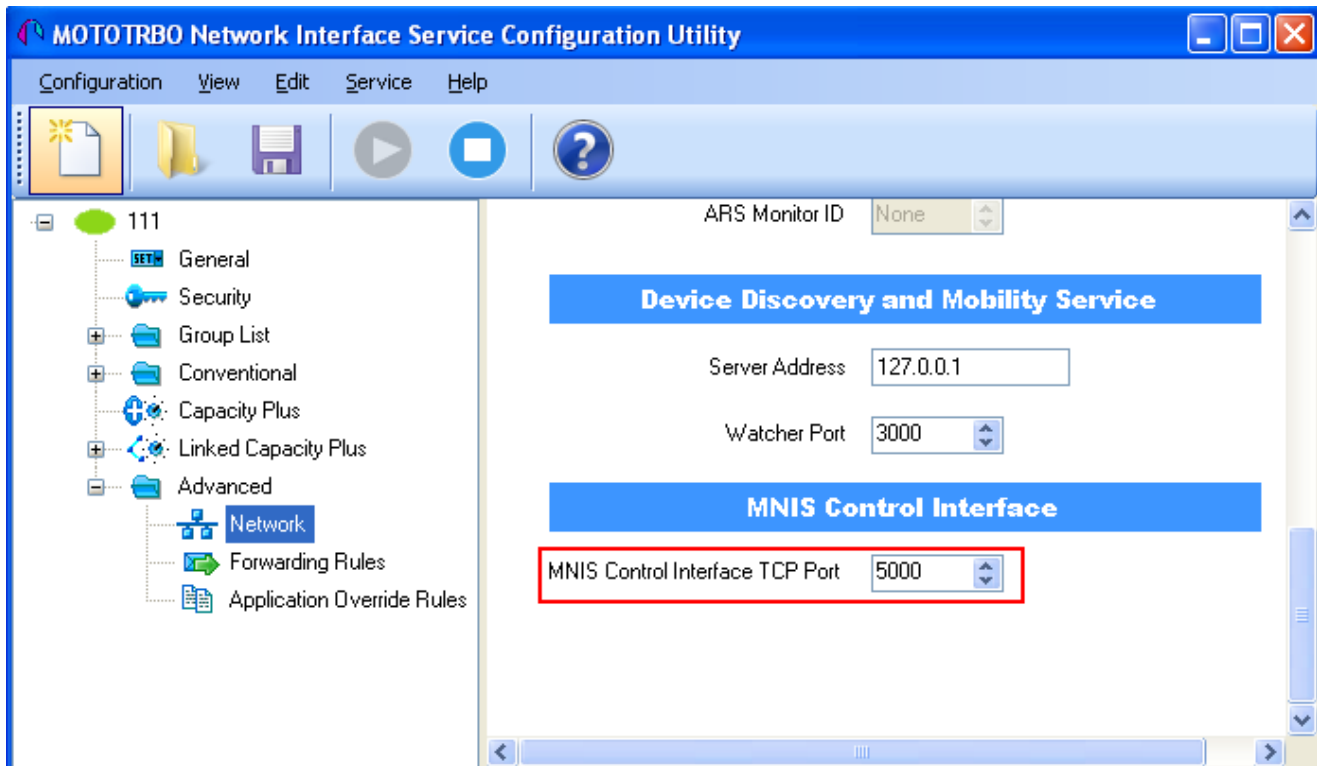 MOTOTRBO Network Interface Service Configuration Utility
Configuration View Edit Service Help
111
SET General
Security
Group List
Conventional
Capacity Plus
Linked Capacity Plus
Advanced
Network
Forwarding Rules
Application Override Rules
ARS Monitor ID None
Device Discovery and Mobility Service
Server Address 127.0.0.1
Watcher Port 3000
MNIS Control Interface
MNIS Control Interface TCP Port 5000